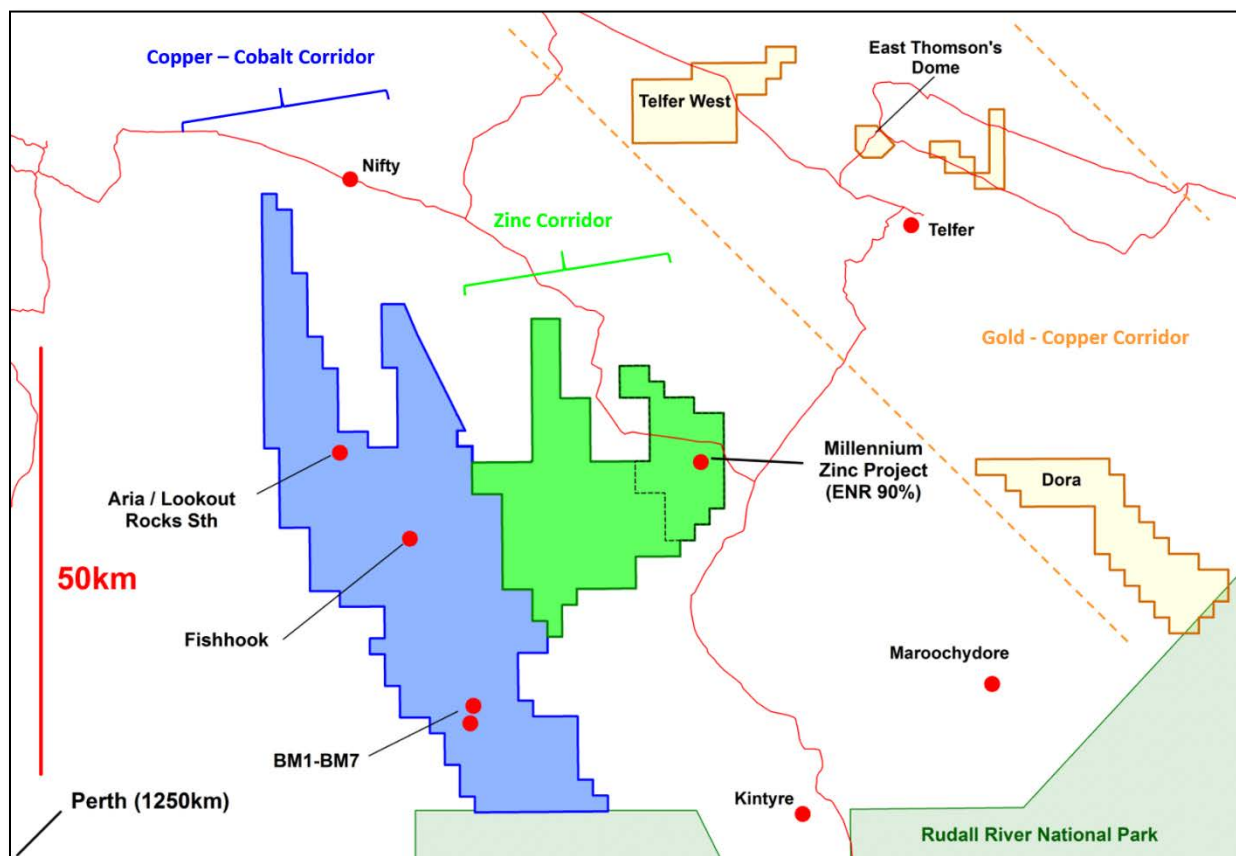 Copper – Cobalt Corridor
East Thomson's
Dome
Telfer West
Nifty
Zinc Corridor
Telfer
Gold - Copper Corridor
Millennium
Zinc Project
(ENR 90%)
Dora
Aria / Lookout
Rocks Sth
50km
Fishhook
Maroochydore
BM1-BM7
Perth (1250km)
Kintyre
Rudall River National Park